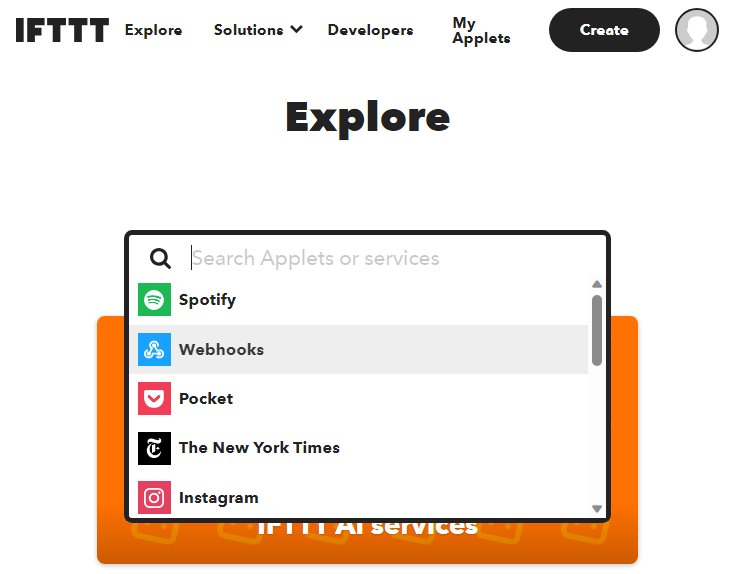 IFTTT Explore Solutions Developers My Applets Create
Explore
Search Applets or services
Spotify
Webhooks
Pocket
The New York Times
Instagram
IFTTT AI services